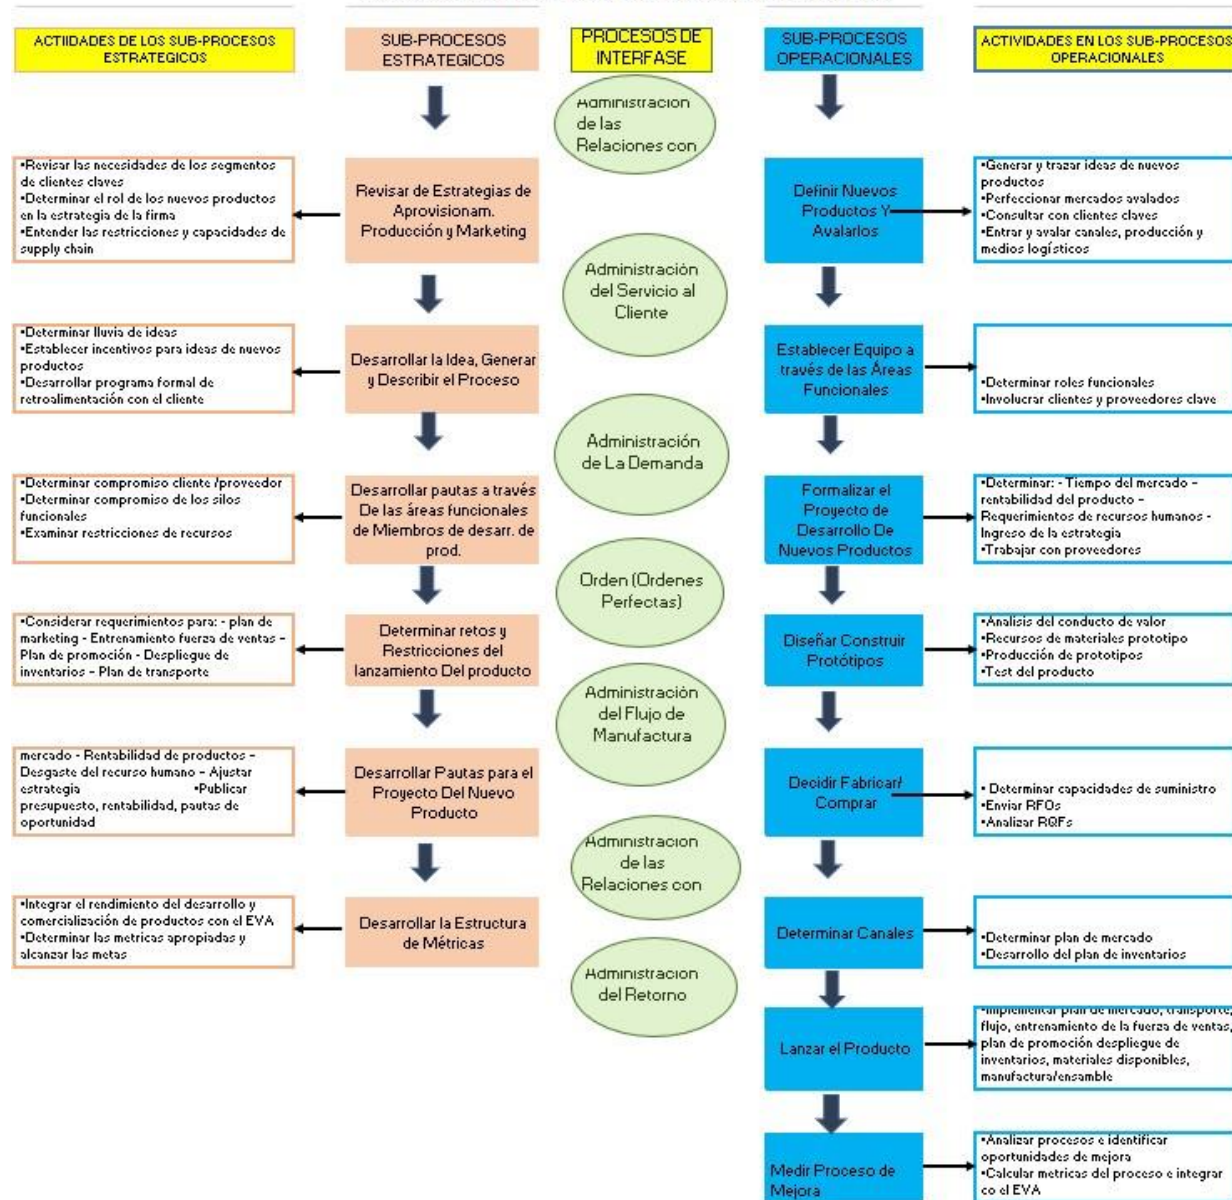 ACTIIDADES DE LOS SUB-PROCESOS
ESTRATEGICOS
SUB-PROCESOS
ESTRATEGICOS
PROCESOS DE
INTERFASE
SUB-PROCESOS
OPERACIONALES
ACTIVIDADES EN LOS SUB-PROCESOS
OPERACIONALES
Administración
de las
Relaciones con
•Revisar las necesidades de los segmentos
de clientes claves
•Determinar el rol de los nuevos productos
en la estrategia de la firma
•Entender las restricciones y capacidades de
supply chain
Revisar de Estrategias de
Aprovisionam.
Producción y Marketing
Definir Nuevos
Productos Y
Avalarlos
•Generar y trazar ideas de nuevos
productos
•Perfeccionar mercados avalados
•Consultar con clientes claves
•Entrar y avalar canales, producción y
medios logísticos
Administración
del Servicio al
Cliente
•Determinar lluvia de ideas
•Establecer incentivos para ideas de nuevos
productos
•Desarrollar programa formal de
retroalimentación con el cliente
Desarrollar la Idea, Generar
y Describir el Proceso
Establecer Equipo a
través de las Áreas
Funcionales
•Determinar roles funcionales
•Involucrar clientes y proveedores clave
Administración
de La Demanda
•Determinar compromiso cliente /proveedor
•Determinar compromiso de los silos
funcionales
•Examinar restricciones de recursos
Desarrollar pautas a través
De las áreas funcionales
de Miembros de desarr. de
prod.
Formalizar el
Proyecto de
Desarrollo De
Nuevos Productos
•Determinar: - Tiempo del mercado –
rentabilidad del producto –
Requerimientos de recursos humanos -
Ingreso de la estrategia
•Trabajar con proveedores
Orden (Ordenes
Perfectas)
•Considerar requerimientos para: - plan de
marketing - Entrenamiento fuerza de ventas –
Plan de promoción - Despliegue de
inventarios – Plan de transporte
Determinar retos y
Restricciones del
lanzamiento Del producto
Diseñar Construir
Protótipos
•Analisis del conducto de valor
•Recursos de materiales prototipo
•Producción de prototipos
•Test del producto
Administración
del Flujo de
Manufactura
mercado - Rentabilidad de productos –
Desgaste del recurso humano – Ajustar
estrategia •Publicar
presupuesto, rentabilidad, pautas de
oportunidad
Desarrollar Pautas para el
Proyecto Del Nuevo
Producto
Decidir Fabricar/
Comprar
• Determinar capacidades de suministro
•Enviar RFOs
•Analizar RQFs
Administración
de las
Relaciones con
•Integrar el rendimiento del desarrollo y
comercialización de productos con el EVA
•Determinar las metricas apropiadas y
alcanzar las metas
Desarrollar la Estructura
de Métricas
Determinar Canales
•Determinar plan de mercado
•Desarrollo del plan de inventarios
Administración
del Retorno
Lanzar el Producto
•Implementar plan de mercado, transporte,
flujo, entrenamiento de la fuerza de ventas,
plan de promoción despliegue de
inventarios, materiales disponibles,
manufactura/ensamble
Medir Proceso de
Mejora
•Analizar procesos e identificar
oportunidades de mejora
•Calcular metricas del proceso e integrar
co el EVA